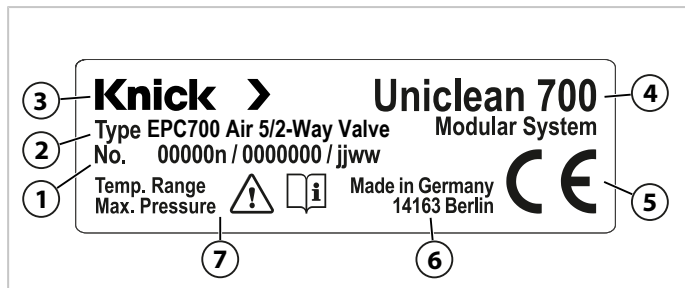 Knick >
Uniclean 700
Modular System
Type EPC700 Air 5/2-Way Valve
No. 00000n / 0000000 / jjww
Temp. Range
Max. Pressure
i
Made in Germany
14163 Berlin
CE
3
2
1
4
5
6
7